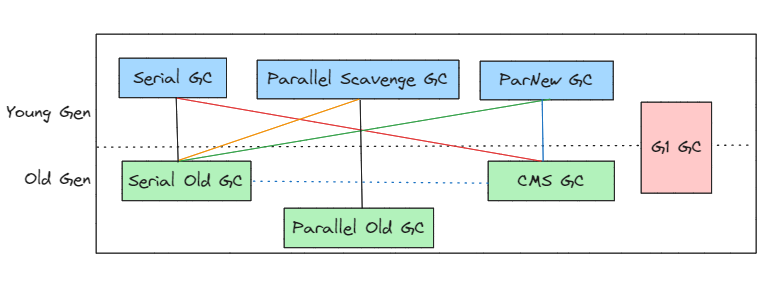 Serial GC
Parallel Scavenge GC
ParNew GC
Young Gen
G1 GC
Old Gen
Serial Old GC
CMS GC
Parallel Old GC